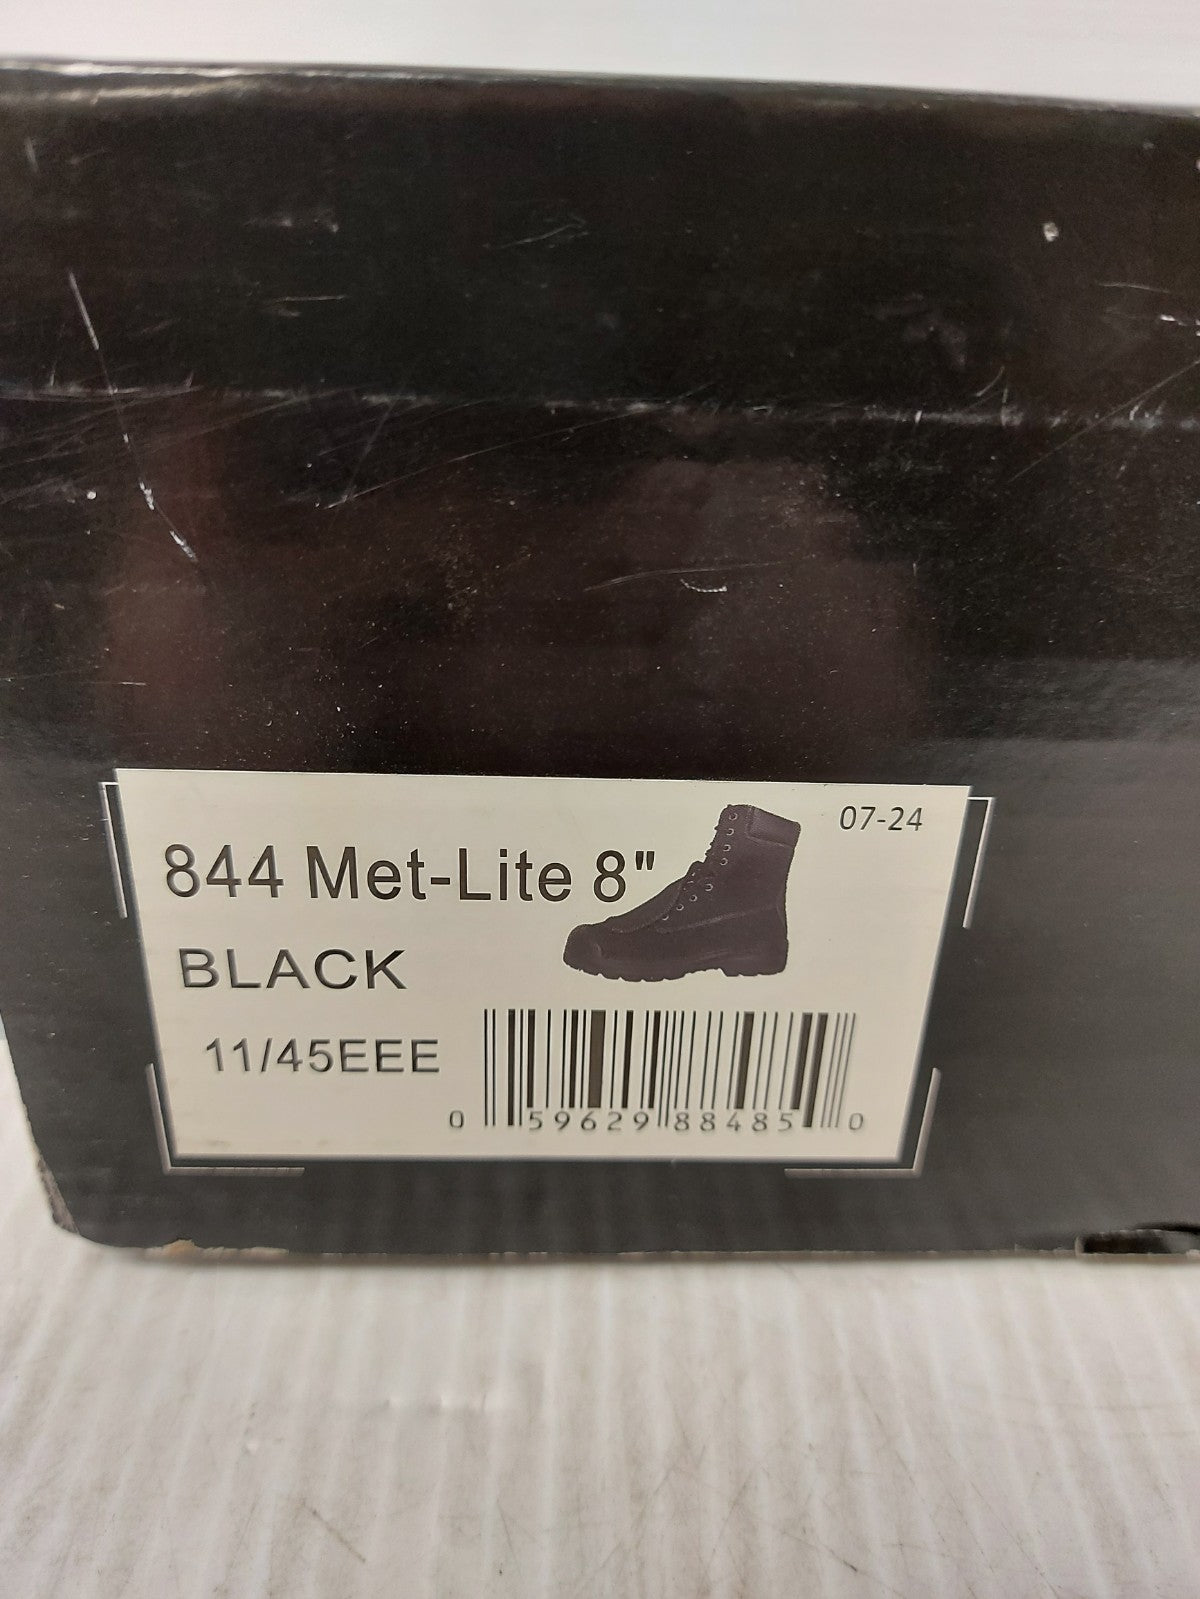 07-24
844 Met-Lite 8"
BLACK
11/45EEE
0 59629 88485 0